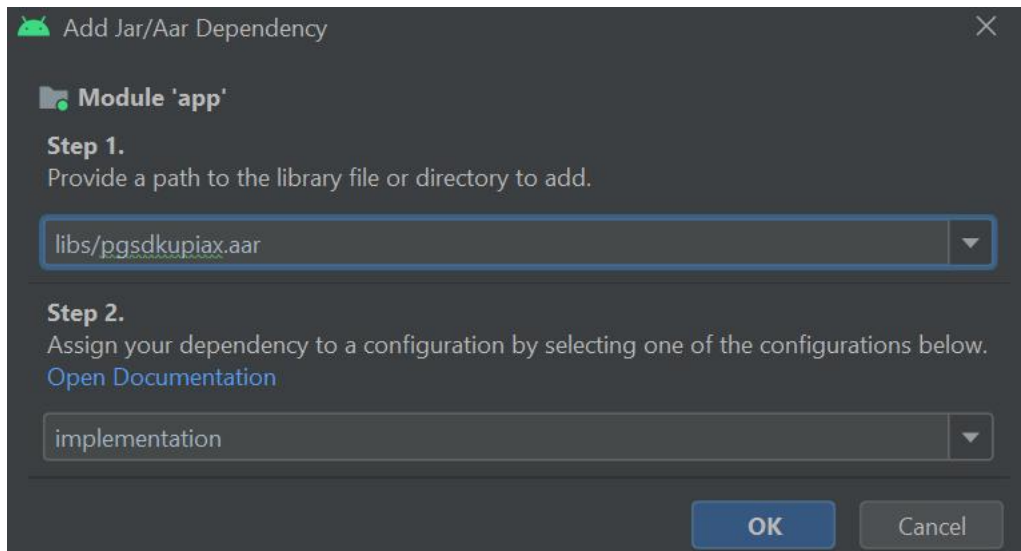 Add Jar/Aar Dependency
Module 'app'
Step 1.
Provide a path to the library file or directory to add.
libs/pgsdkupiax.aar
Step 2.
Assign your dependency to a configuration by selecting one of the configurations below.
Open Documentation
implementation
OK
Cancel